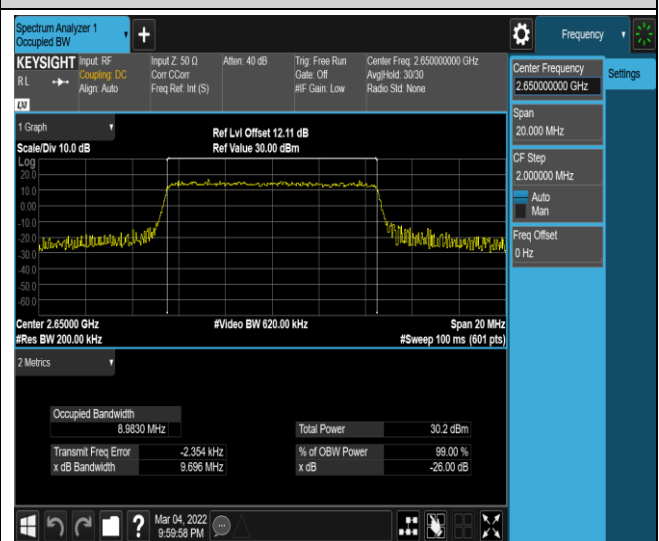 Spectrum Analyzer 1
Occupied BW
Frequency
KEYSIGHT
RL
LXI
Input: RF
Coupling: DC
Align: Auto
Input Z: 50 Ω
Corr CCorr
Freq Ref: Int (S)
Atten: 40 dB
Trig: Free Run
Gate: Off
#IF Gain: Low
Center Freq: 2.650000000 GHz
Avg|Hold: 30/30
Radio Std: None
Center Frequency
2.650000000 GHz
Settings
Span
20.000 MHz
CF Step
2.000000 MHz
Auto
Man
Freq Offset
0 Hz
1 Graph
Scale/Div 10.0 dB
Ref Lvl Offset 12.11 dB
Ref Value 30.00 dBm
Log
20.0
10.0
0.00
-10.0
-20.0
-30.0
-40.0
-50.0
-60.0
Center 2.65000 GHz
#Video BW 620.00 kHz
Span 20 MHz
#Res BW 200.00 kHz
#Sweep 100 ms (601 pts)
2 Metrics
Occupied Bandwidth
8.9830 MHz
Total Power 30.2 dBm
Transmit Freq Error -2.354 kHz
% of OBW Power 99.00 %
x dB Bandwidth 9.696 MHz
x dB -26.00 dB
?
Mar 04, 2022
9:59:58 PM